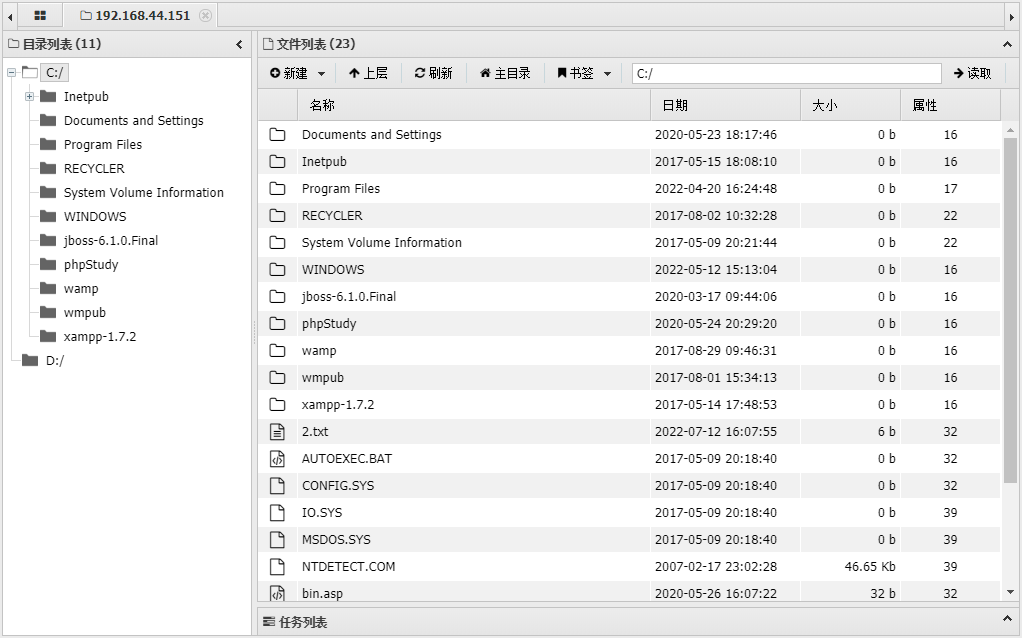 192.168.44.151
目录列表 (11)
C:/
Inetpub
Documents and Settings
Program Files
RECYCLER
System Volume Information
WINDOWS
jboss-6.1.0.Final
phpStudy
wamp
wmpub
xampp-1.7.2
D:/
文件列表 (23)
新建 上层 刷新 主目录 书签 C:/ 读取
名称 日期 大小 属性
Documents and Settings 2020-05-23 18:17:46 0 b 16
Inetpub 2017-05-15 18:08:10 0 b 16
Program Files 2022-04-20 16:24:48 0 b 17
RECYCLER 2017-08-02 10:32:28 0 b 22
System Volume Information 2017-05-09 20:21:44 0 b 22
WINDOWS 2022-05-12 15:13:04 0 b 16
jboss-6.1.0.Final 2020-03-17 09:44:06 0 b 16
phpStudy 2020-05-24 20:29:20 0 b 16
wamp 2017-08-29 09:46:31 0 b 16
wmpub 2017-08-01 15:34:13 0 b 16
xampp-1.7.2 2017-05-14 17:48:53 0 b 16
2.txt 2022-07-12 16:07:55 6 b 32
AUTOEXEC.BAT 2017-05-09 20:18:40 0 b 32
CONFIG.SYS 2017-05-09 20:18:40 0 b 32
IO.SYS 2017-05-09 20:18:40 0 b 39
MSDOS.SYS 2017-05-09 20:18:40 0 b 39
NTDETECT.COM 2007-02-17 23:02:28 46.65 Kb 39
bin.asp 2020-05-26 16:07:22 32 b 32
任务列表